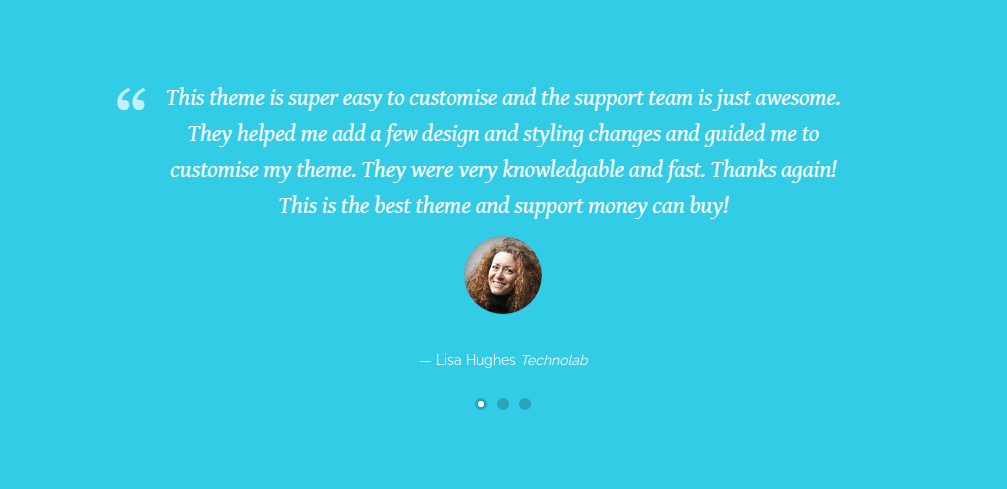 “ This theme is super easy to customise and the support team is just awesome.
They helped me add a few design and styling changes and guided me to
customise my theme. They were very knowledgable and fast. Thanks again!
This is the best theme and support money can buy!
— Lisa Hughes Technolab